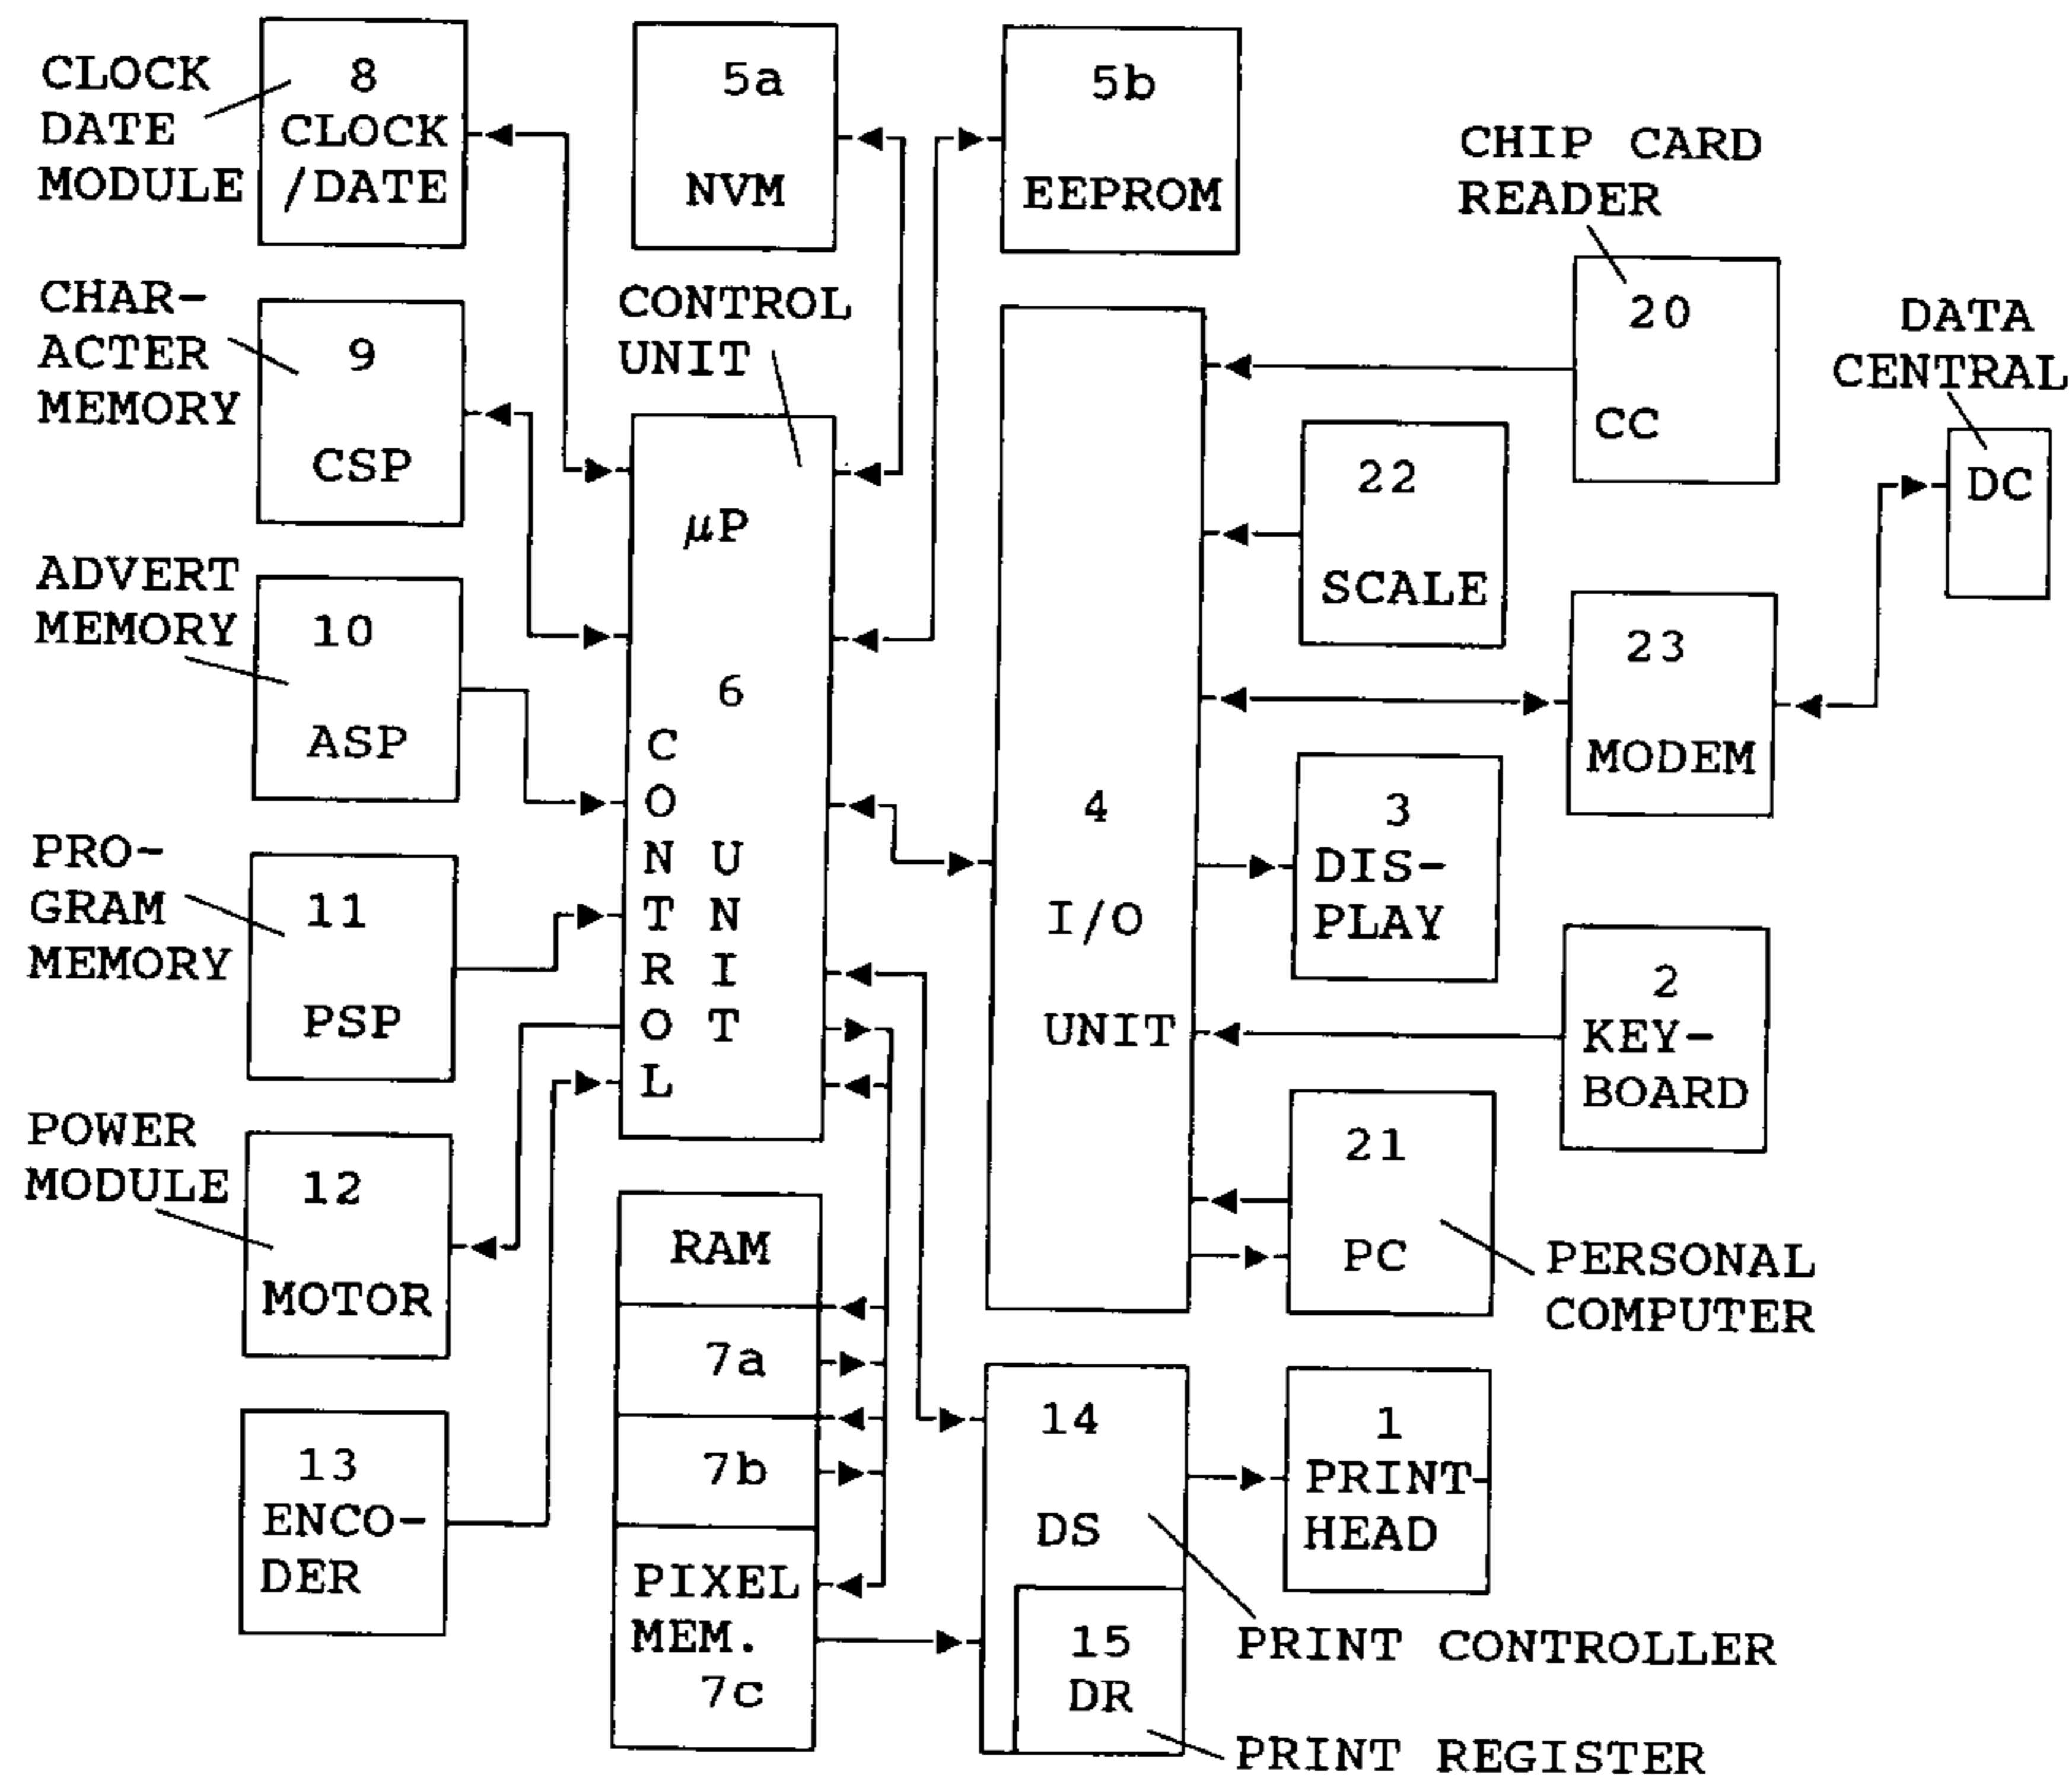 CLOCK
DATE
MODULE
8
CLOCK
/DATE
5a
NVM
5b
EEPROM
CHIP CARD
READER
20
CC
DATA
CENTRAL
DC
CHAR-
ACTER
MEMORY
9
CSP
CONTROL
UNIT
μP
6
CONTROL
UNIT
4
I/O
UNIT
22
SCALE
23
MODEM
ADVERT
MEMORY
10
ASP
3
DIS-
PLAY
PRO-
GRAM
MEMORY
11
PSP
2
KEY-
BOARD
POWER
MODULE
12
MOTOR
21
PC
PERSONAL
COMPUTER
RAM
7a
7b
PIXEL
MEM.
7c
13
ENCO-
DER
14
DS
15
DR
1
PRINT-
HEAD
PRINT CONTROLLER
PRINT REGISTER